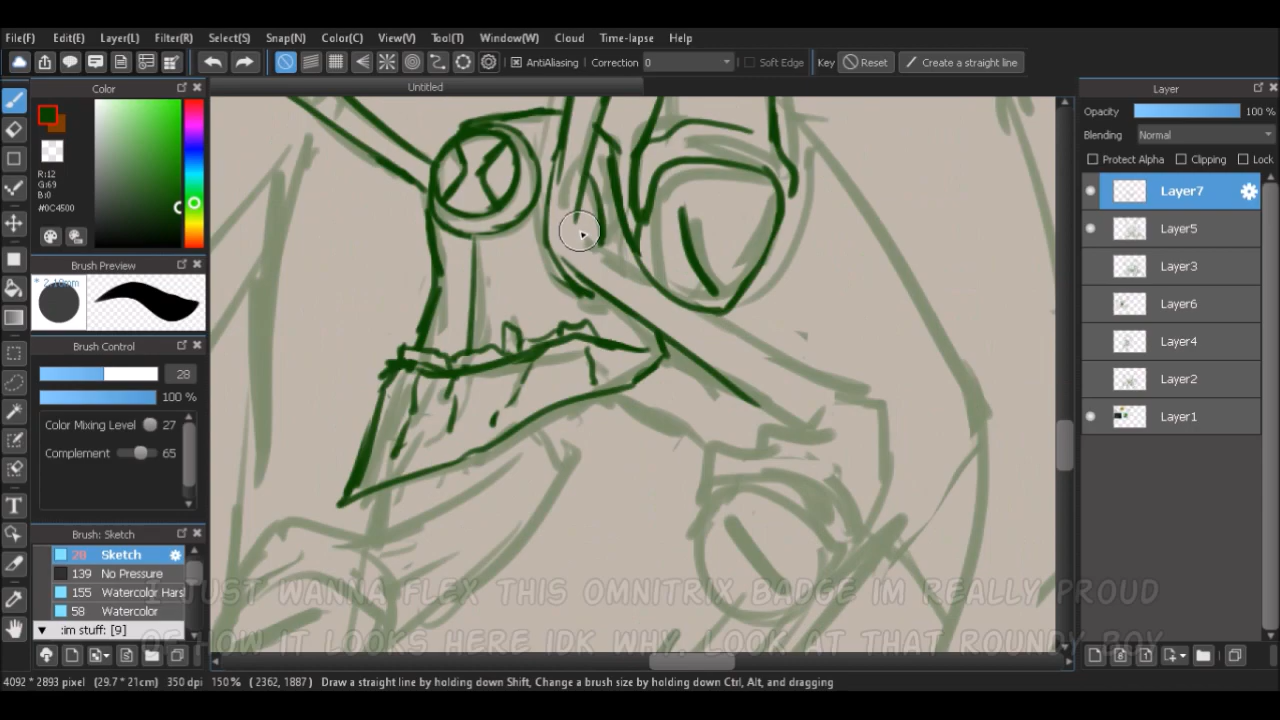 File(F) Edit(E) Layer(L) Filter(R) Select(S) Snap(N) Color(C) View(V) Tool(T) Window(W) Cloud Time-lapse Help
AntiAliasing Correction 0 Soft Edge Key Reset Create a straight line
Color
Untitled
Layer
Opacity 100 %
Blending Normal
Protect Alpha Clipping Lock
R:12
G:69
B:0
#0C4500
Layer7
Layer5
Layer3
Layer6
Layer4
Layer2
Layer1
Brush Preview
Brush Control
28
100 %
Color Mixing Level 27
Complement 65
Brush: Sketch
28 Sketch
139 No Pressure
155 Watercolor Hars
58 Watercolor
:im stuff: [9]
I JUST WANNA FLEX THIS OMNITRIX BADGE IM REALLY PROUD
OF HOW IT LOOKS HERE IDK WHY. LOOK AT THAT ROUNDY BOY
4092 * 2893 pixel (29.7 * 21cm) 350 dpi 150% ( 2362, 1887 ) Draw a straight line by holding down Shift, Change a brush size by holding down Ctrl, Alt, and dragging